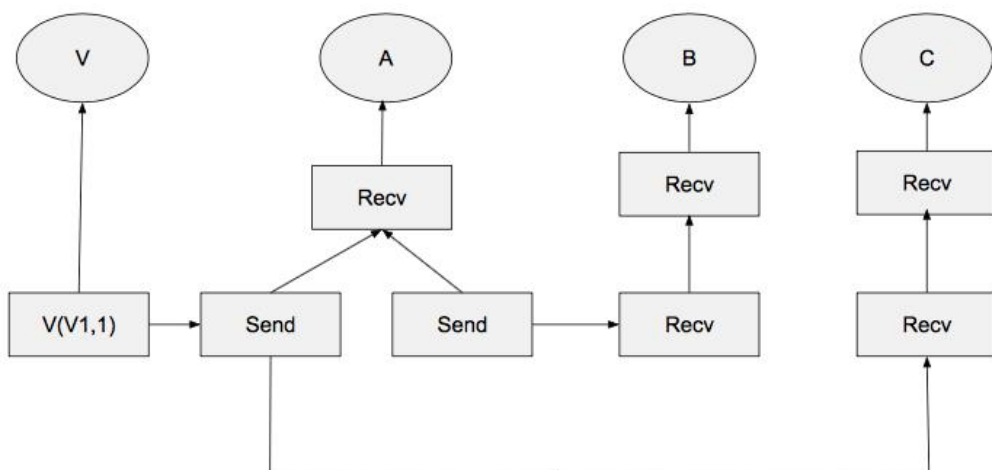 V
A
B
C
Recv
Recv
Recv
V(V1,1)
Send
Send
Recv
Recv